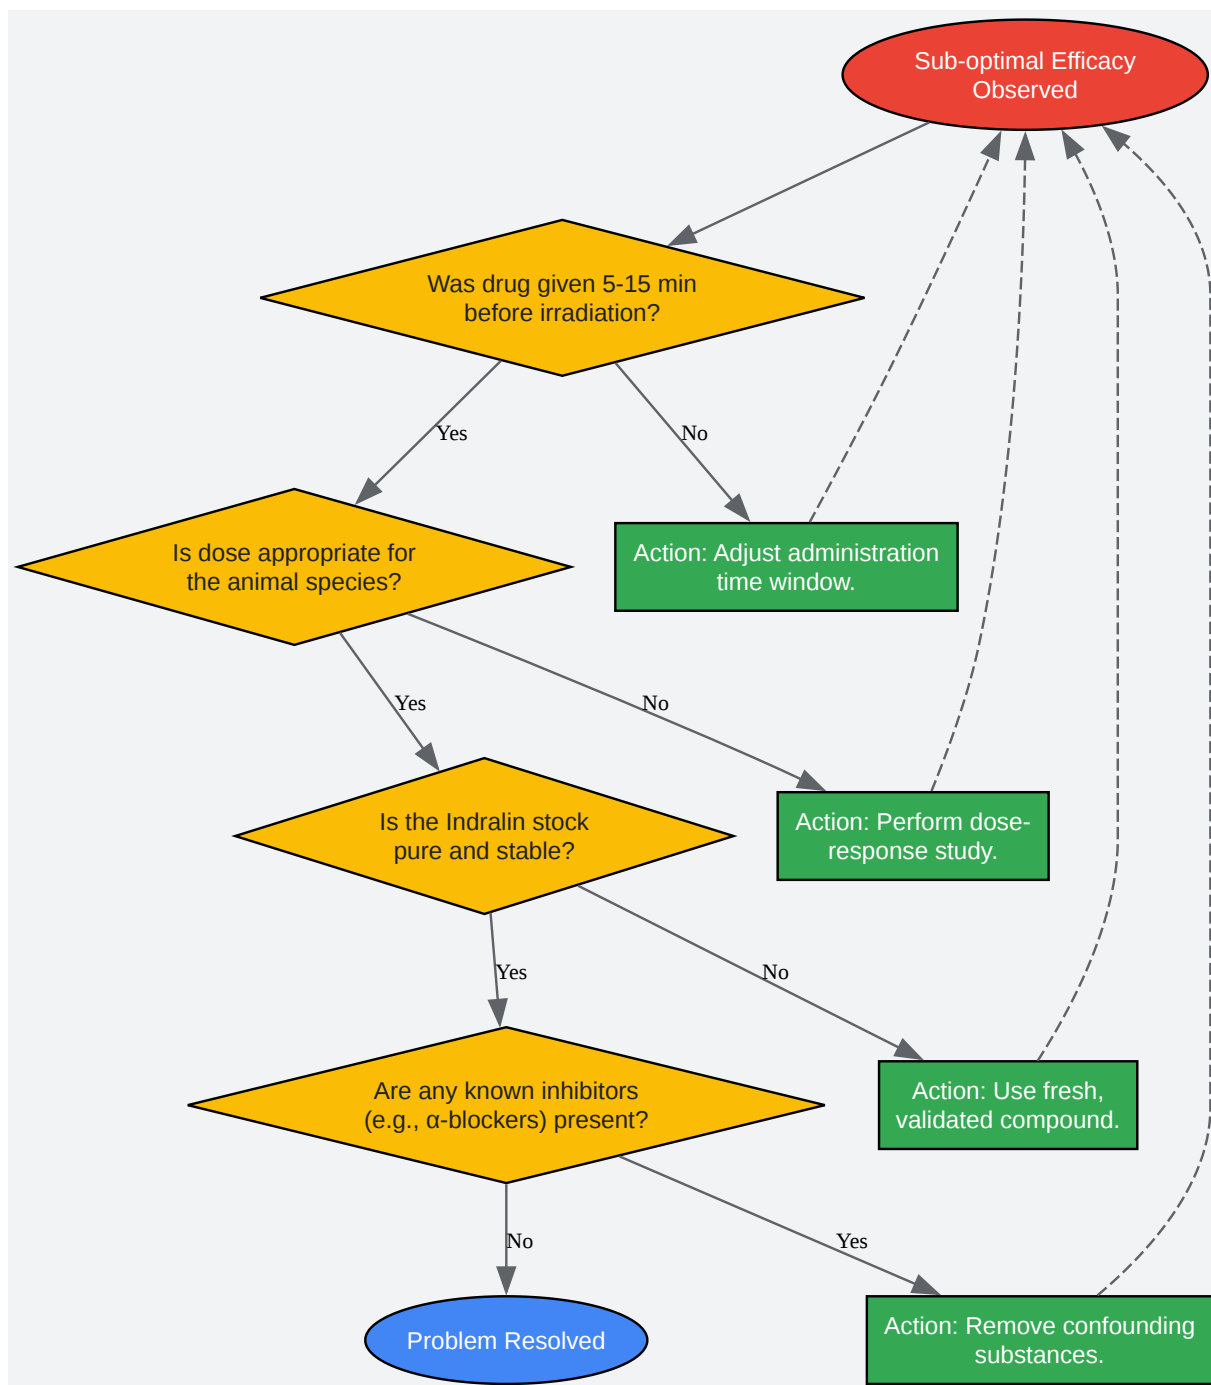 Sub-optimal Efficacy
Observed
Was drug given 5-15 min
before irradiation?
Yes
No
Is dose appropriate for
the animal species?
Action: Adjust administration
time window.
Yes
No
Is the Indralin stock
pure and stable?
Action: Perform dose-
response study.
Yes
No
Are any known inhibitors
(e.g., α-blockers) present?
Action: Use fresh,
validated compound.
No
Yes
Problem Resolved
Action: Remove confounding
substances.